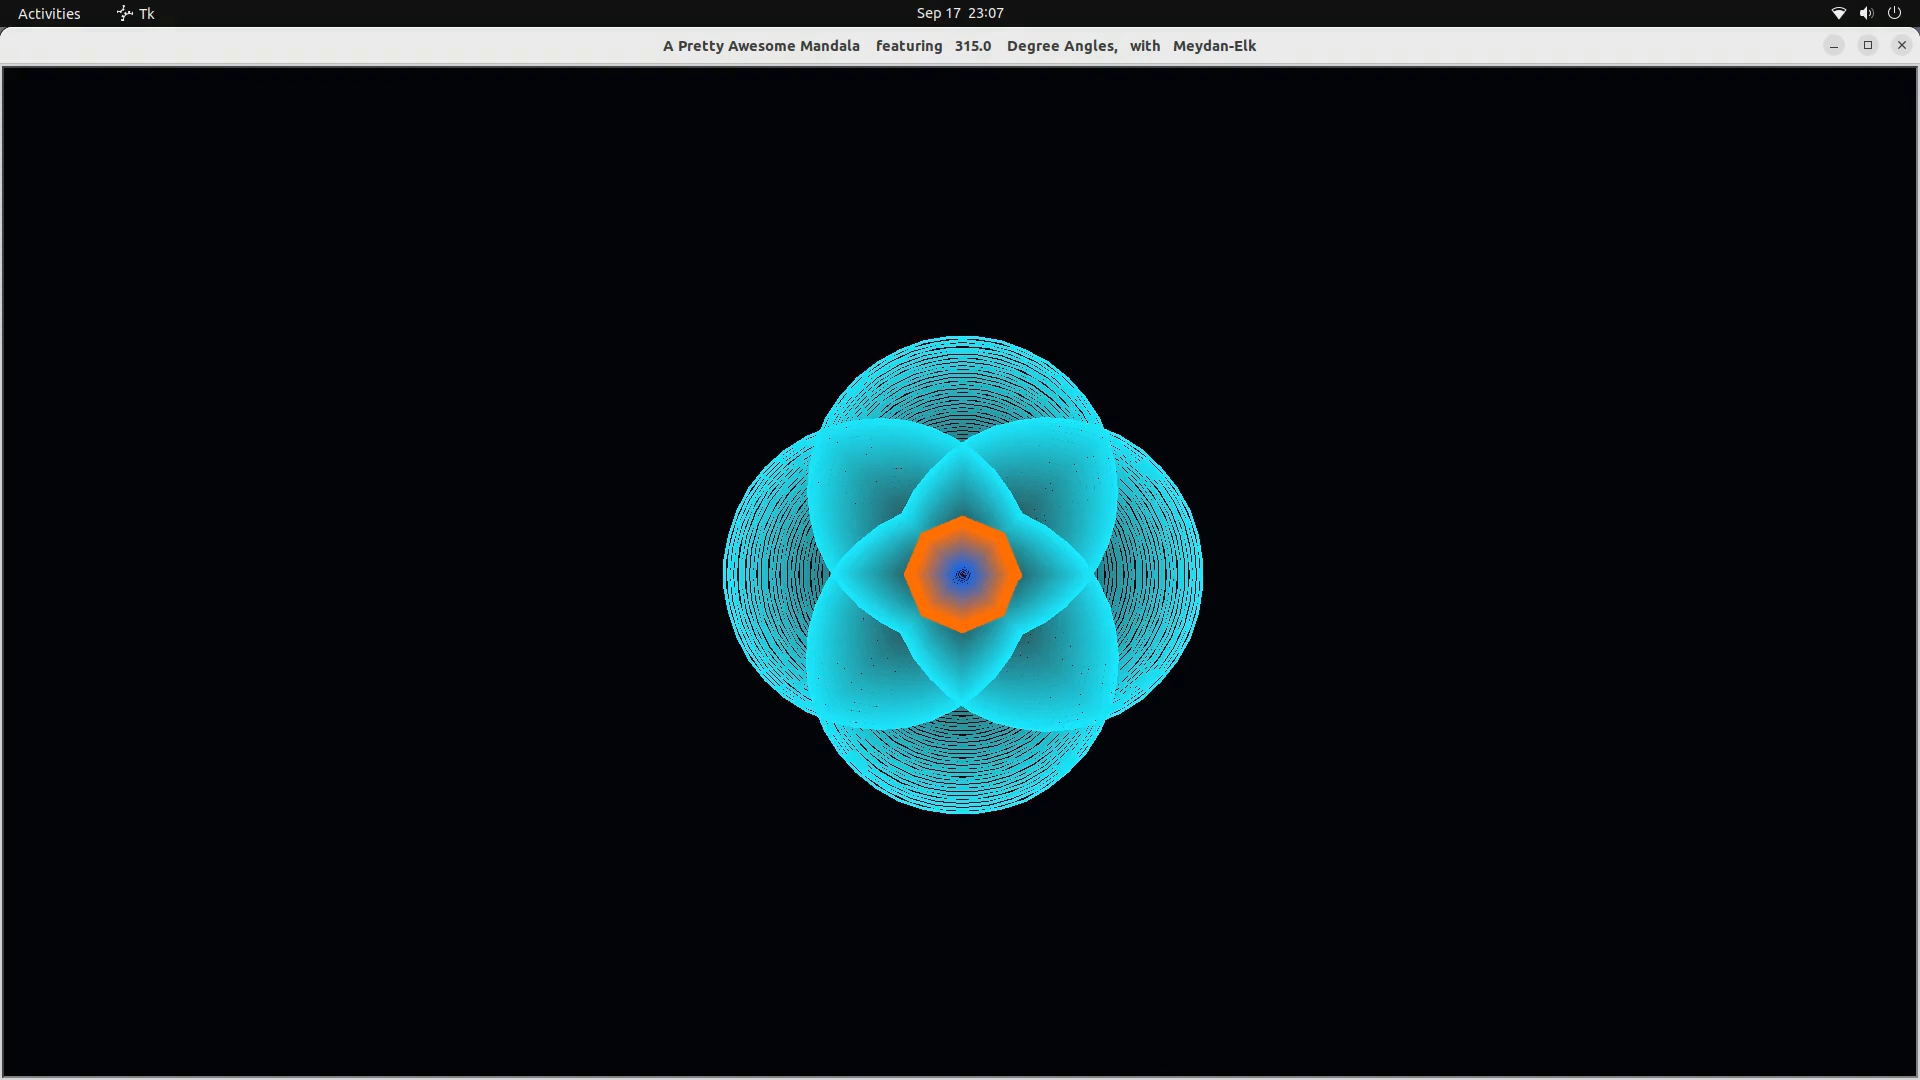 Activities Tk Sep 17 23:07
A Pretty Awesome Mandala featuring 315.0 Degree Angles, with Meydan-Elk